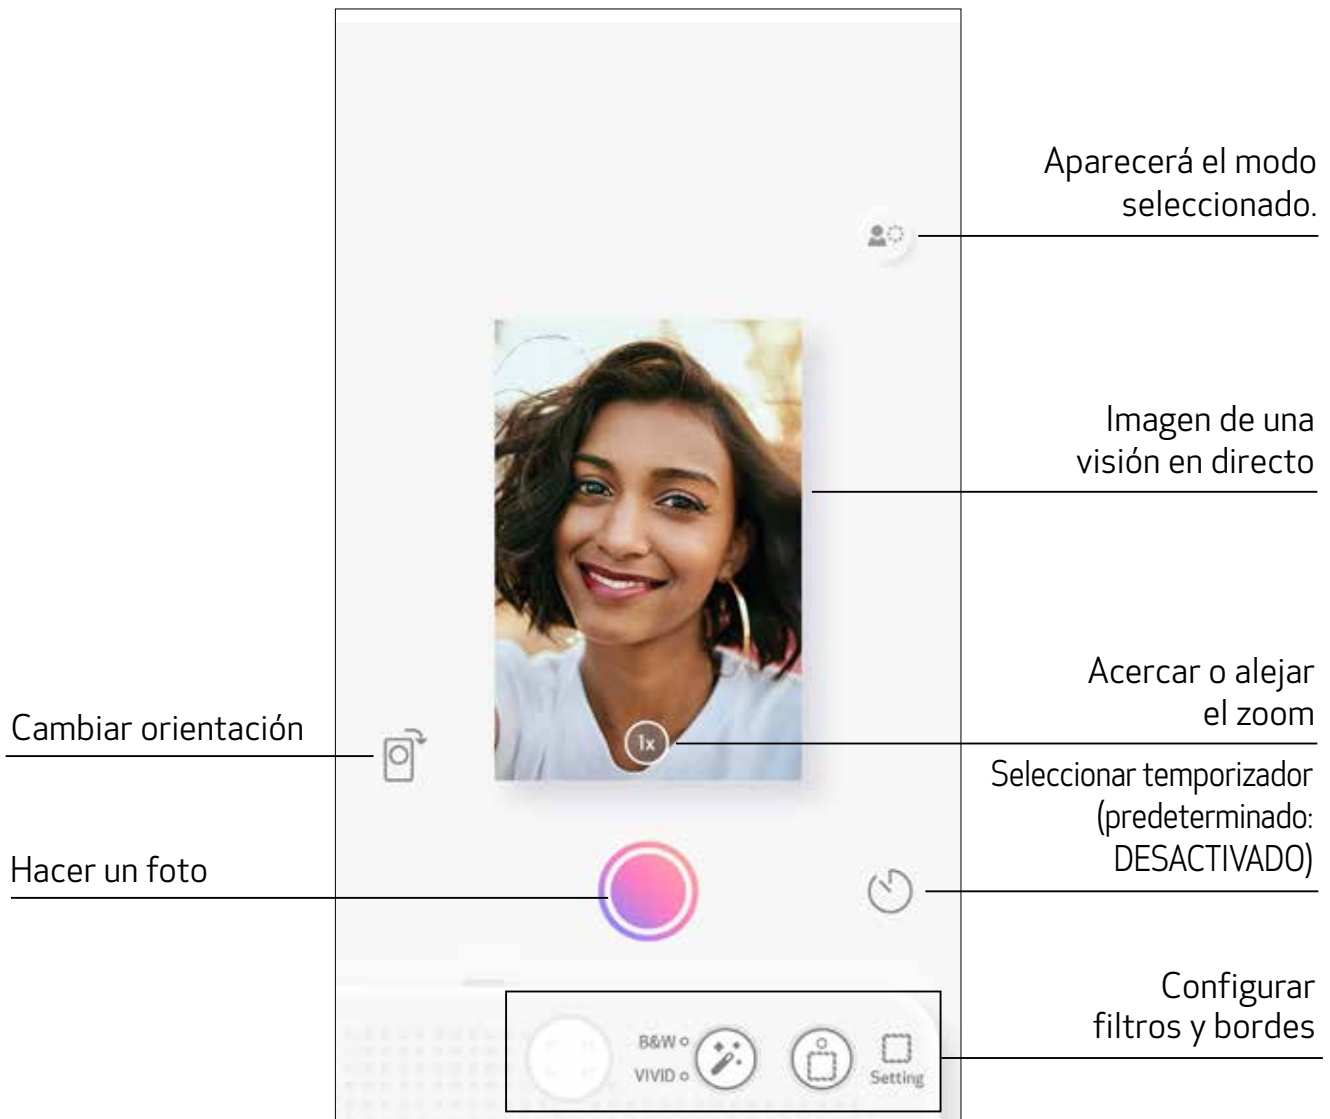 Aparecerá el modo
seleccionado.
Imagen de una
visión en directo
Acercar o alejar
el zoom
1x
Cambiar orientación
Seleccionar temporizador
(predeterminado:
DESACTIVADO)
Hacer un foto
Configurar
filtros y bordes
B&W
VIVID
Setting